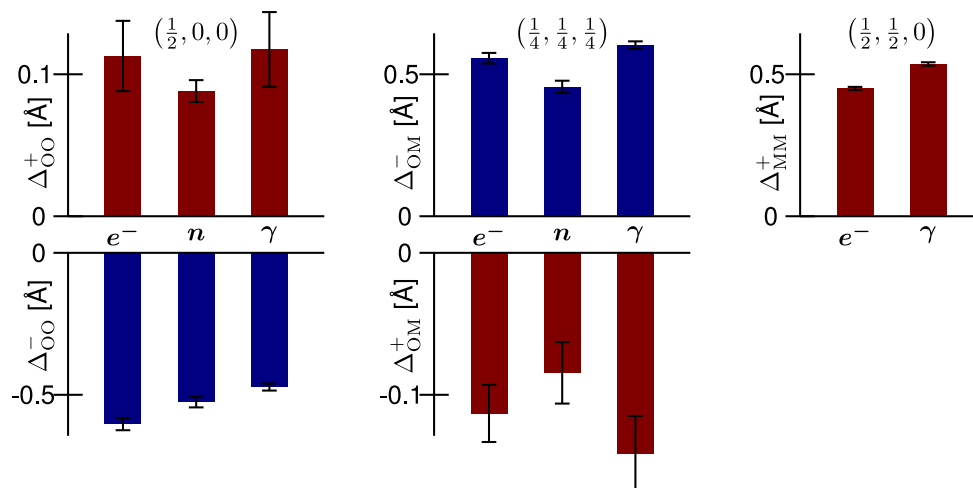 (1/2, 0, 0)
0.1
0
Δ⁺OO [Å]
e⁻ n γ
0
-0.5
Δ⁻OO [Å]
(1/4, 1/4, 1/4)
0.5
0
Δ⁻OM [Å]
e⁻ n γ
0
-0.1
Δ⁺OM [Å]
(1/2, 1/2, 0)
0.5
0
Δ⁺MM [Å]
e⁻ γ